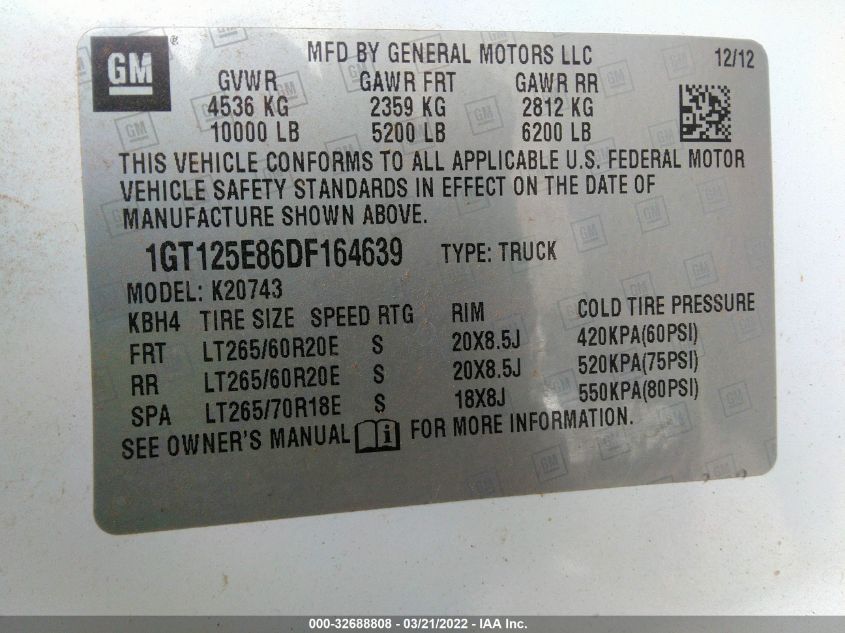 GM ® MFD BY GENERAL MOTORS LLC 12/12
GVWR GAWR FRT GAWR RR
4536 KG 2359 KG 2812 KG
10000 LB 5200 LB 6200 LB
THIS VEHICLE CONFORMS TO ALL APPLICABLE U.S. FEDERAL MOTOR
VEHICLE SAFETY STANDARDS IN EFFECT ON THE DATE OF
MANUFACTURE SHOWN ABOVE.
1GT125E86DF164639 TYPE: TRUCK
MODEL: K20743
KBH4 TIRE SIZE SPEED RTG RIM COLD TIRE PRESSURE
FRT LT265/60R20E S 20X8.5J 420KPA(60PSI)
RR LT265/60R20E S 20X8.5J 520KPA(75PSI)
SPA LT265/70R18E S 18X8J 550KPA(80PSI)
SEE OWNER'S MANUAL FOR MORE INFORMATION.
000-32688808 - 03/21/2022 - IAA Inc.